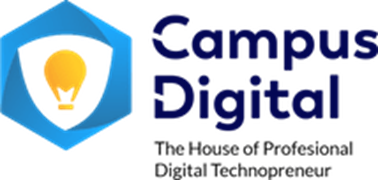 Campus
Digital
The House of Profesional
Digital Technopreneur